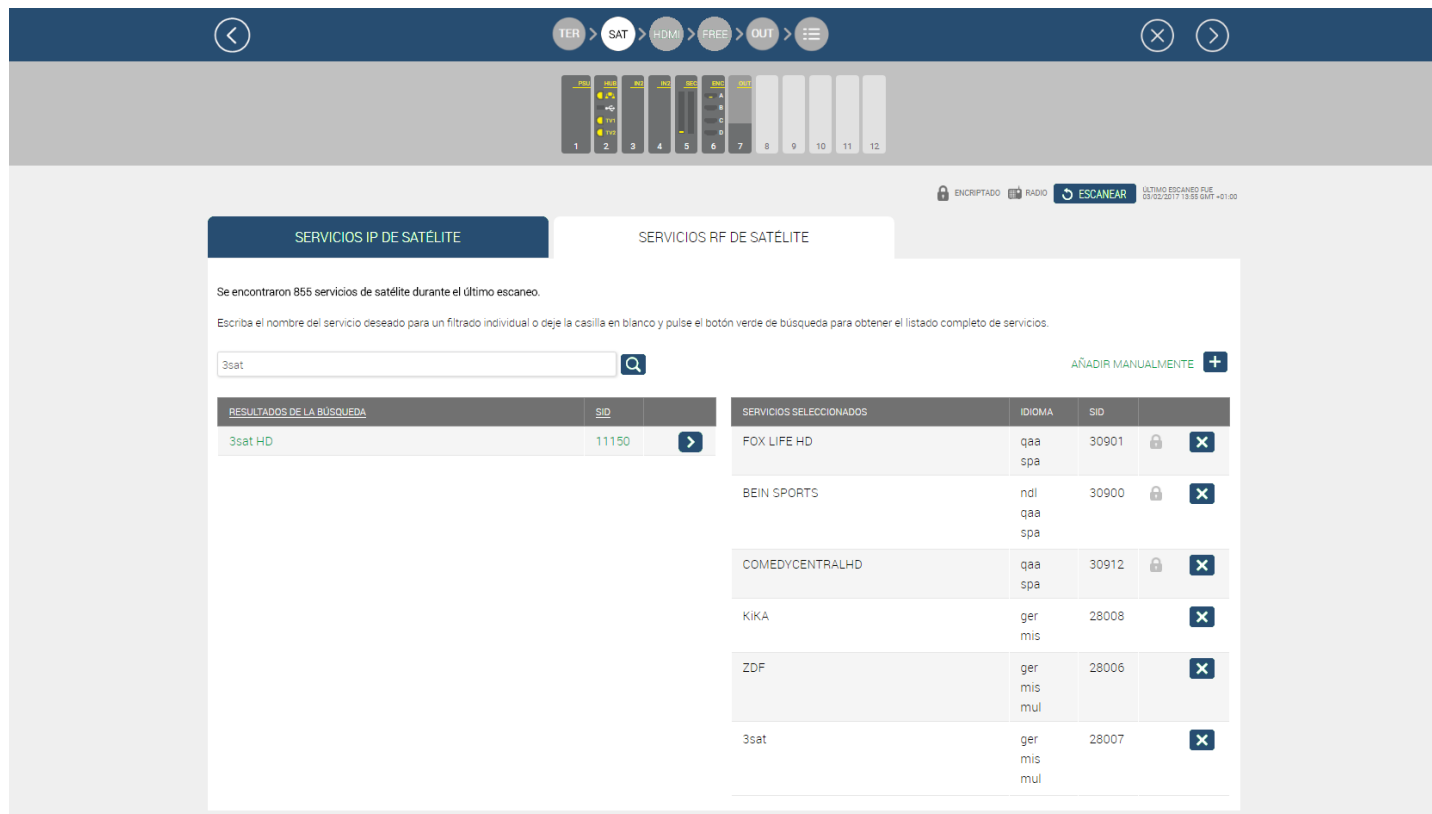 TER > SAT > HDMI > FREE > OUT >
PSU HUB IN2 IN2 SEC ENC OUT
A
B
TV1 C
TV2 D
1 2 3 4 5 6 7 8 9 10 11 12
ENCRIPTADO RADIO ESCANEAR ÚLTIMO ESCANEO FUE
03/02/2017 13:55 GMT +01:00
SERVICIOS IP DE SATÉLITE SERVICIOS RF DE SATÉLITE
Se encontraron 855 servicios de satélite durante el último escaneo.
Escriba el nombre del servicio deseado para un filtrado individual o deje la casilla en blanco y pulse el botón verde de búsqueda para obtener el listado completo de servicios.
3sat AÑADIR MANUALMENTE
RESULTADOS DE LA BÚSQUEDA SID
3sat HD 11150
SERVICIOS SELECCIONADOS IDIOMA SID
FOX LIFE HD qaa 30901
spa
BEIN SPORTS ndl 30900
qaa
spa
COMEDYCENTRALHD qaa 30912
spa
KiKA ger 28008
mis
ZDF ger 28006
mis
mul
3sat ger 28007
mis
mul